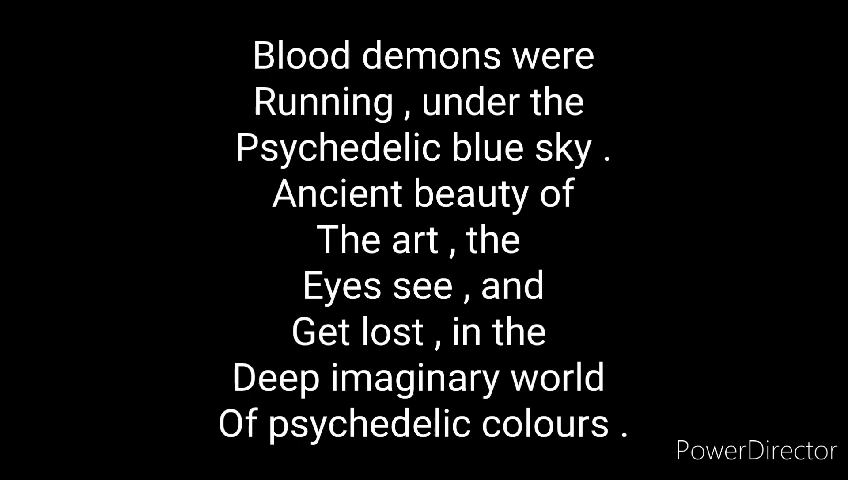 Blood demons were
Running , under the
Psychedelic blue sky .
Ancient beauty of
The art , the
Eyes see , and
Get lost , in the
Deep imaginary world
Of psychedelic colours .
PowerDirector